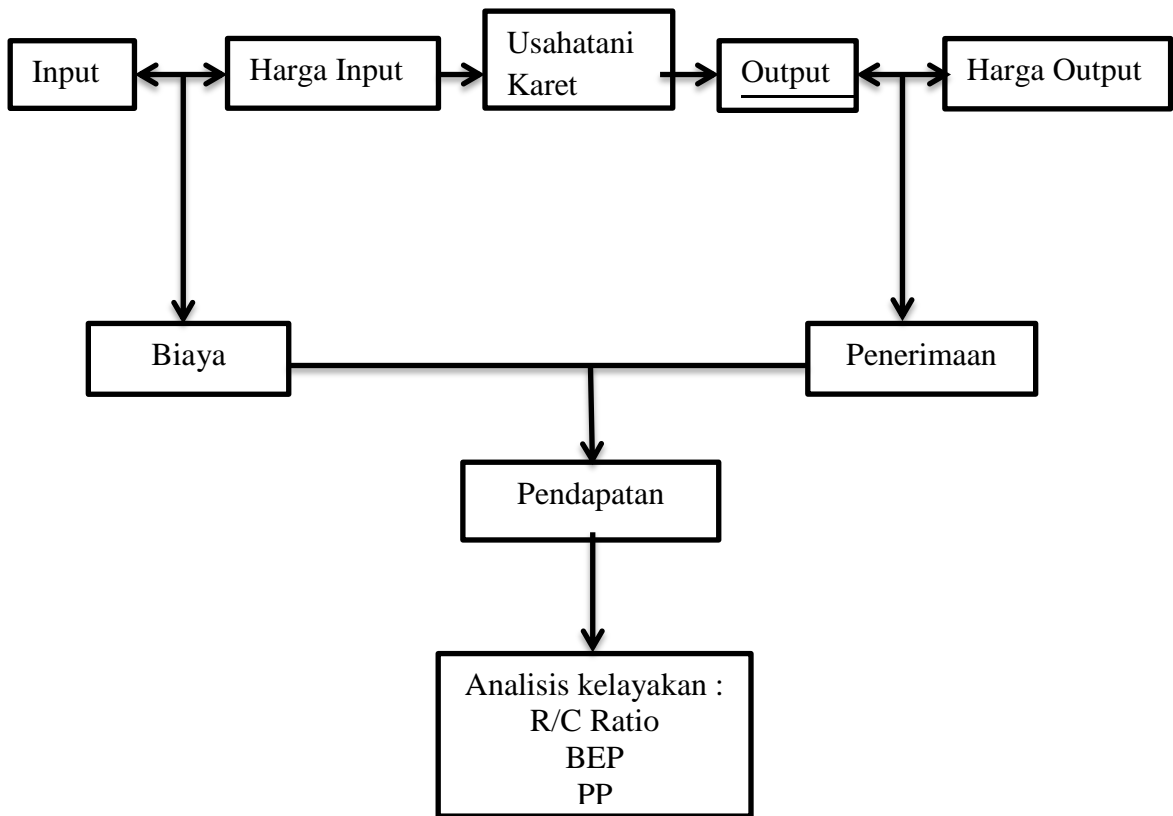 Input
Harga Input
Usahatani
Karet
Output
Harga Output
Biaya
Penerimaan
Pendapatan
Analisis kelayakan :
R/C Ratio
BEP
PP